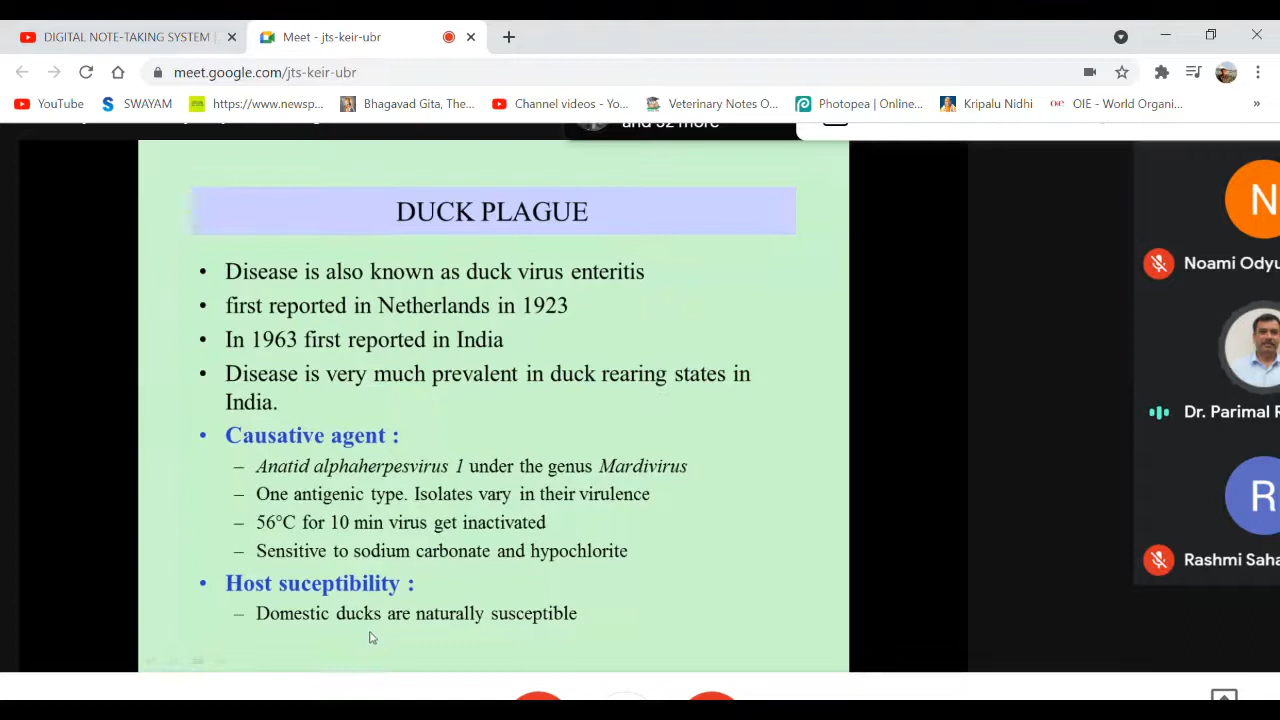 DIGITAL NOTE-TAKING SYSTEM |
Meet - jts-keir-ubr
meet.google.com/jts-keir-ubr
YouTube
SWAYAM
https://www.newsp...
Bhagavad Gita, The...
Channel videos - Yo...
Veterinary Notes O...
Photopea | Online...
Kripalu Nidhi
OIE - World Organi...
»
and 52 more
DUCK PLAGUE
• Disease is also known as duck virus enteritis
• first reported in Netherlands in 1923
• In 1963 first reported in India
• Disease is very much prevalent in duck rearing states in
India.
• Causative agent :
– Anatid alphaherpesvirus 1 under the genus Mardivirus
– One antigenic type. Isolates vary in their virulence
– 56°C for 10 min virus get inactivated
– Sensitive to sodium carbonate and hypochlorite
• Host suceptibility :
– Domestic ducks are naturally susceptible
N
Noami Odyu
Dr. Parimal R
R
Rashmi Saha